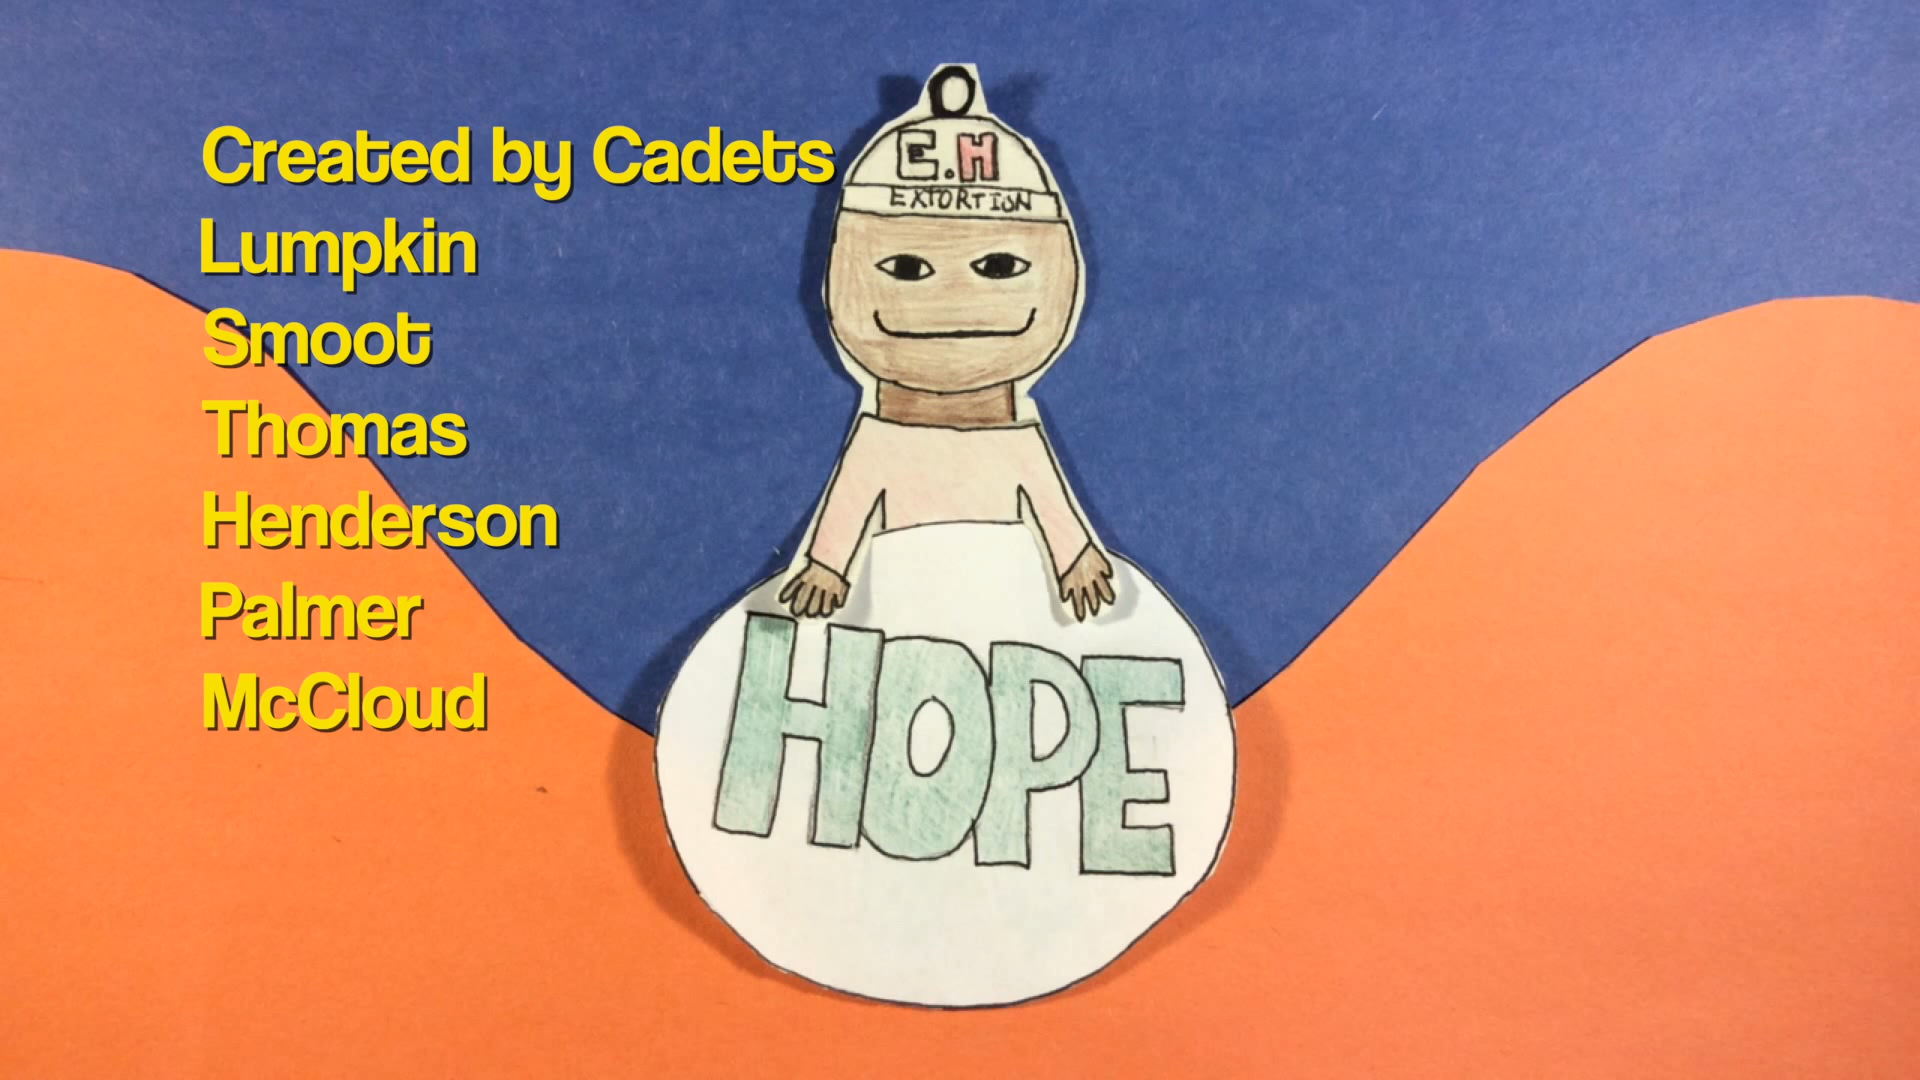 Created by Cadets
Lumpkin
Smoot
Thomas
Henderson
Palmer
McCloud
E.H
EXTORTION
HOPE